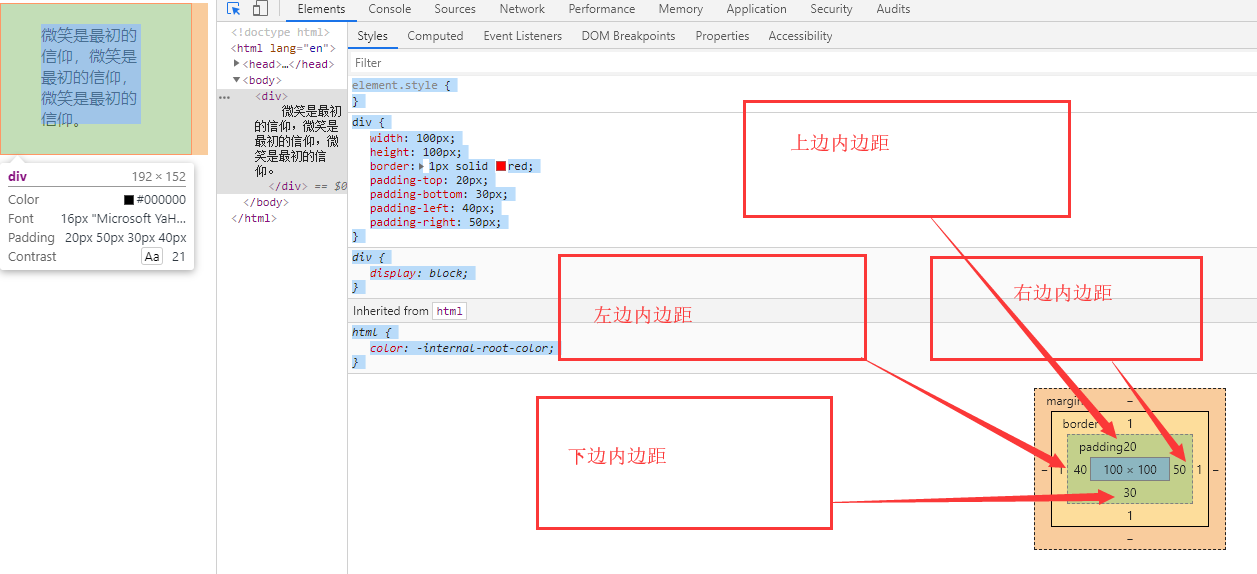 微笑是最初的
信仰，微笑是
最初的信仰，
微笑是最初的
信仰。
div 192 × 152
Color #000000
Font 16px "Microsoft YaH...
Padding 20px 50px 30px 40px
Contrast Aa 21
Elements Console Sources Network Performance Memory Application Security Audits
<!doctype html>
<html lang="en">
<head>…</head>
<body>
<div>
微笑是最初
的信仰，微笑是
最初的信仰，微
笑是最初的信
仰。
</div> == $0
</body>
</html>
Styles Computed Event Listeners DOM Breakpoints Properties Accessibility
Filter
element.style {
}
div {
width: 100px;
height: 100px;
border: 1px solid red;
padding-top: 20px;
padding-bottom: 30px;
padding-left: 40px;
padding-right: 50px;
}
div {
display: block;
}
Inherited from html
html {
color: -internal-root-color;
}
上边内边距
左边内边距
右边内边距
下边内边距
margin –
border 1
padding20
– 1 40 100 × 100 50 1 –
30
1
–